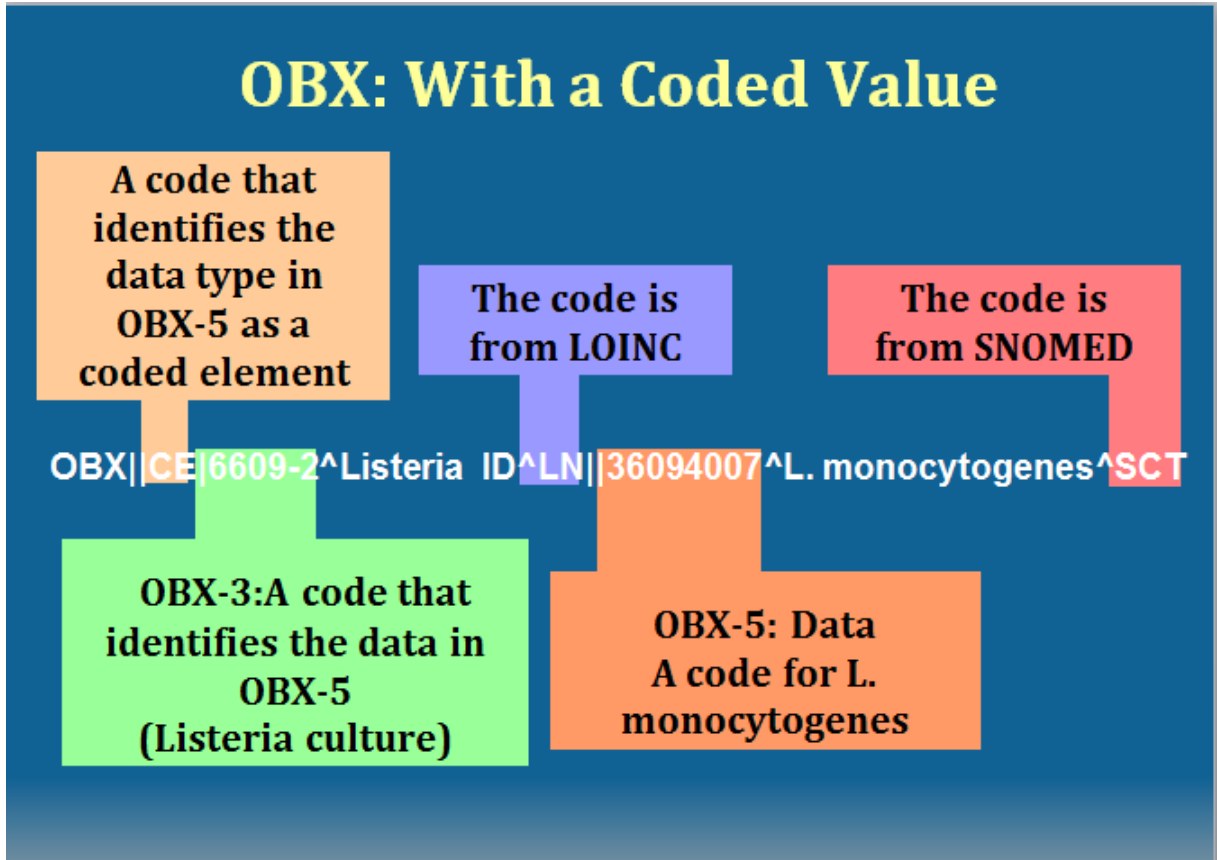 OBX: With a Coded Value
A code that
identifies the
data type in
OBX-5 as a
coded element
The code is
from LOINC
The code is
from SNOMED
OBX||CE|6609-2^Listeria ID^LN||36094007^L. monocytogenes^SCT
OBX-3:A code that
identifies the data in
OBX-5
(Listeria culture)
OBX-5: Data
A code for L.
monocytogenes